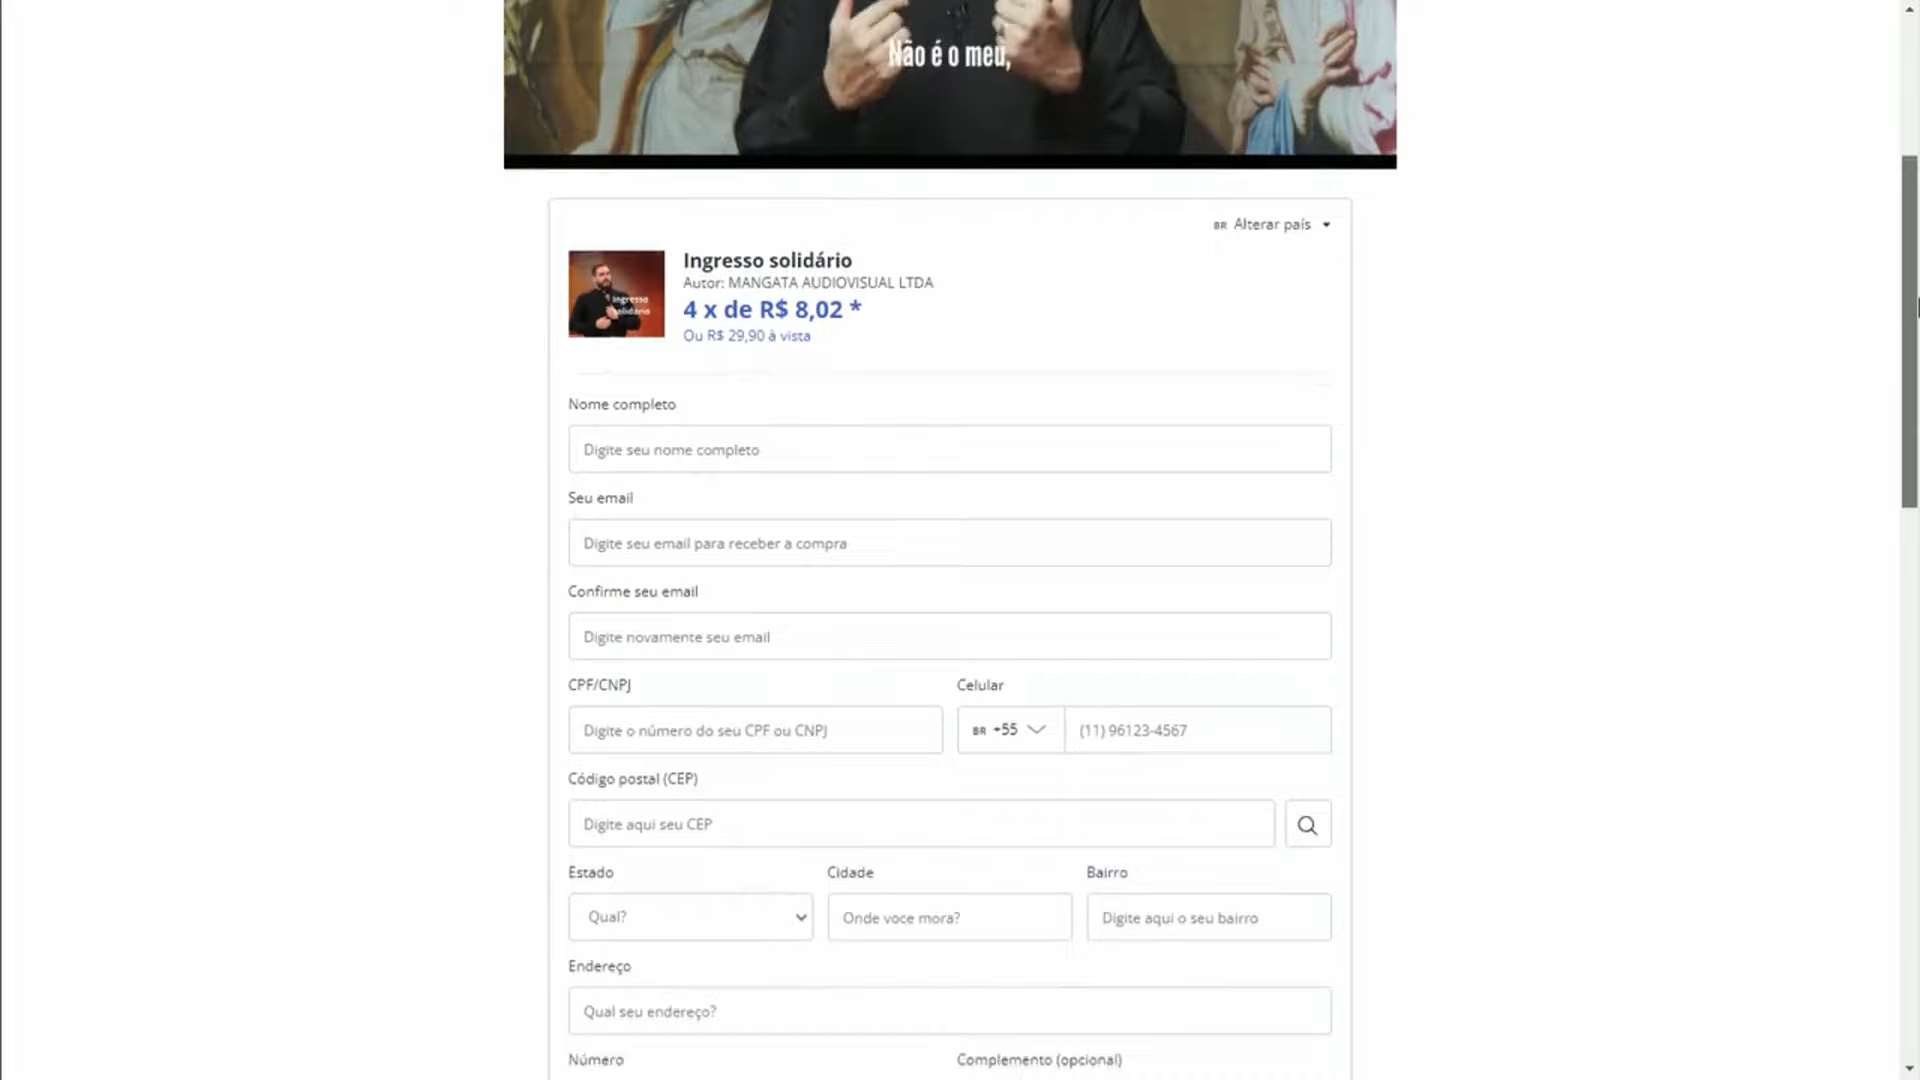 Não é o meu,
BR Alterar país
Ingresso solidário
Ingresso solidário
Autor: MANGATA AUDIOVISUAL LTDA
4 x de R$ 8,02 *
Ou R$ 29,90 à vista
Nome completo
Digite seu nome completo
Seu email
Digite seu email para receber a compra
Confirme seu email
Digite novamente seu email
CPF/CNPJ Celular
Digite o número do seu CPF ou CNPJ BR +55 (11) 96123-4567
Código postal (CEP)
Digite aqui seu CEP
Estado Cidade Bairro
Qual? Onde voce mora? Digite aqui o seu bairro
Endereço
Qual seu endereço?
Número Complemento (opcional)